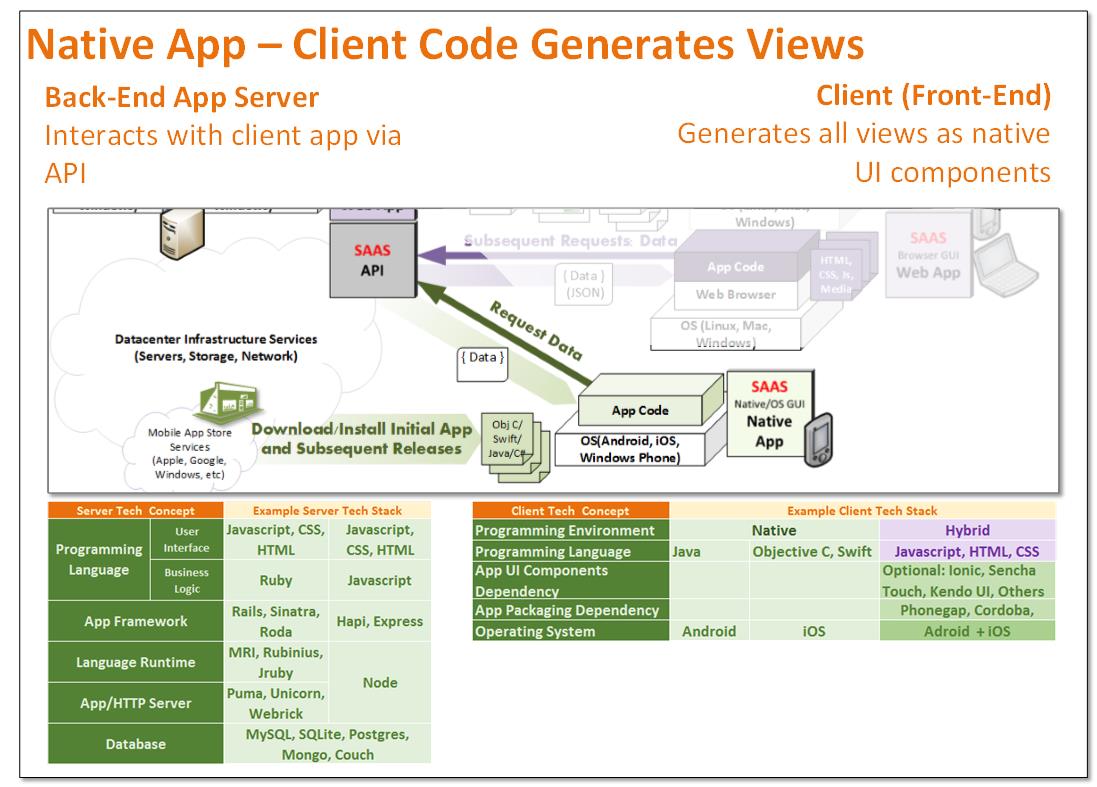 Native App – Client Code Generates Views
Back-End App Server
Interacts with client app via
API
Client (Front-End)
Generates all views as native
UI components
SAAS
API
Subsequent Requests: Data
{ Data }
(JSON)
Windows)
App Code
Web Browser
OS (Linux, Mac,
Windows)
HTML,
CSS, Js,
Media
SAAS
Browser GUI
Web App
Datacenter Infrastructure Services
(Servers, Storage, Network)
Request Data
{ Data }
Mobile App Store
Services
(Apple, Google,
Windows, etc)
Download/Install Initial App
and Subsequent Releases
Obj C/
Swift/
Java/C#
App Code
OS(Android, iOS,
Windows Phone)
SAAS
Native/OS GUI
Native
App
Server Tech Concept
Example Server Tech Stack
Programming
Language
User
Interface
Javascript, CSS,
HTML
Javascript,
CSS, HTML
Business
Logic
Ruby
Javascript
App Framework
Rails, Sinatra,
Roda
Hapi, Express
Language Runtime
MRI, Rubinius,
Jruby
Node
App/HTTP Server
Puma, Unicorn,
Webrick
Database
MySQL, SQLite, Postgres,
Mongo, Couch
Client Tech Concept
Example Client Tech Stack
Programming Environment
Native
Hybrid
Programming Language
Java
Objective C, Swift
Javascript, HTML, CSS
App UI Components
Dependency
Optional: Ionic, Sencha
Touch, Kendo UI, Others
App Packaging Dependency
Phonegap, Cordoba,
Operating System
Android
iOS
Adroid + iOS